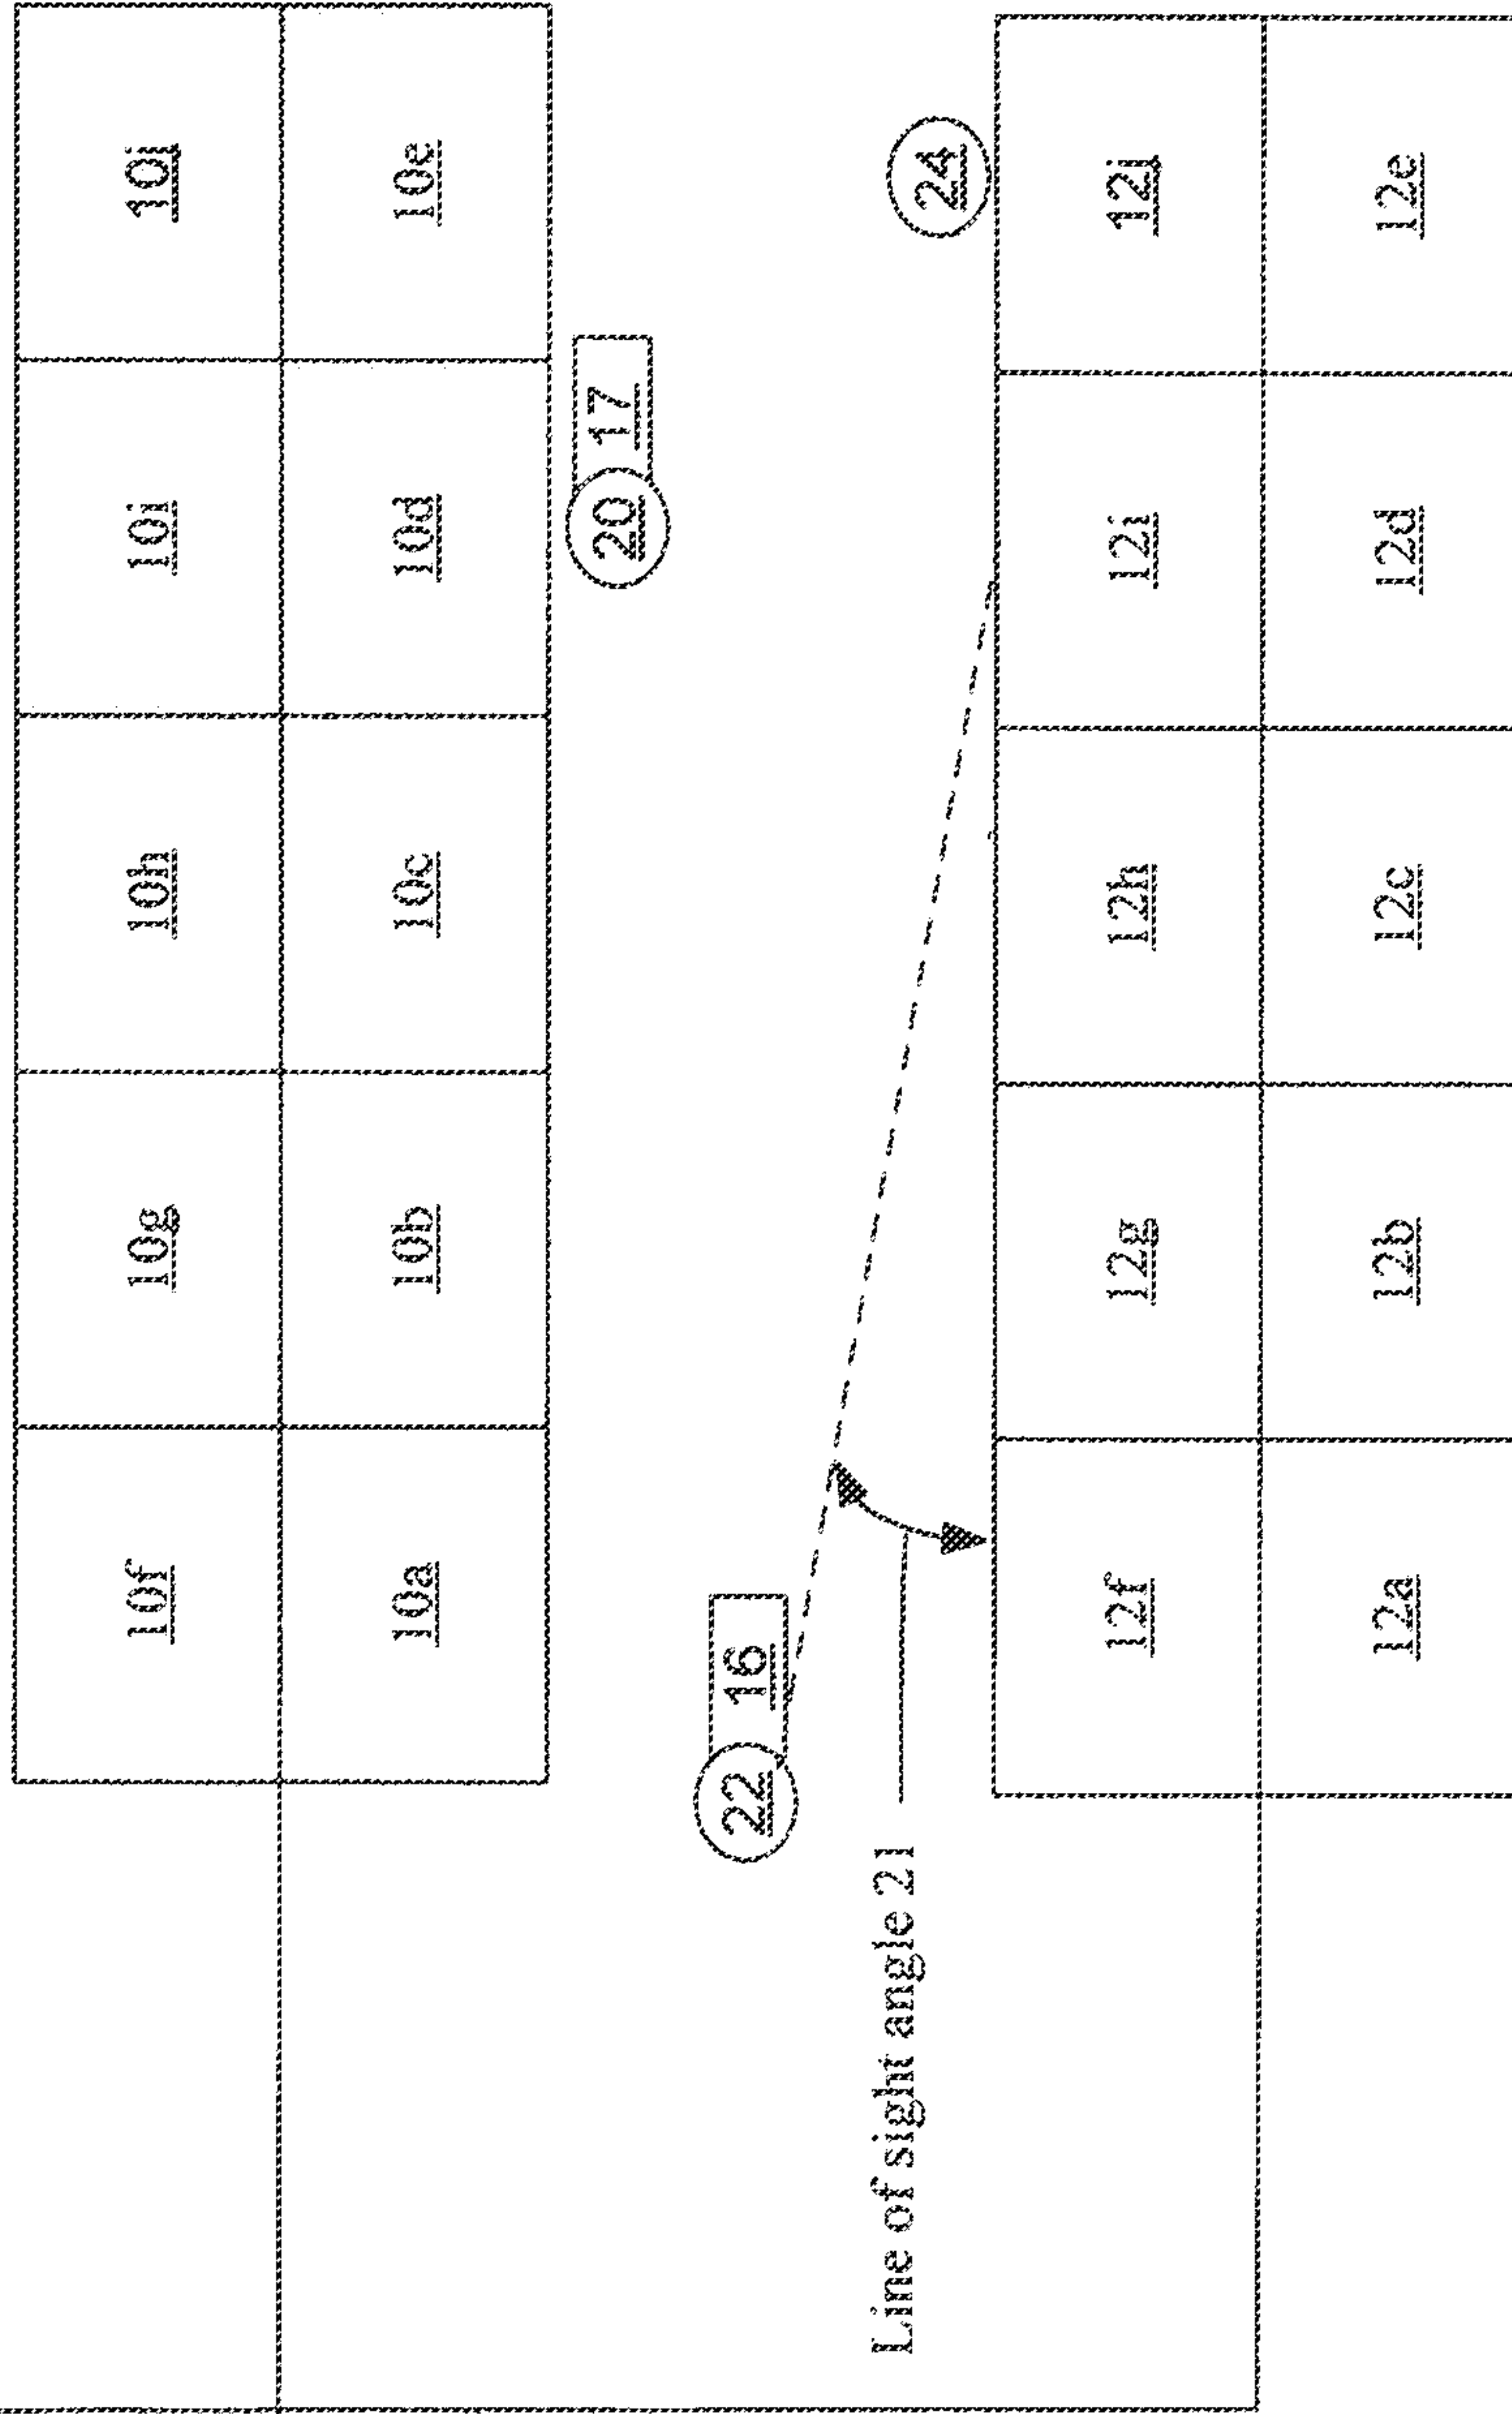 10f 10g 10h 10i 10j
10a 10b 10c 10d 10e
20 17
22 16
Line of sight angle 21
24
12f 12g 12h 12i 12j
12a 12b 12c 12d 12e